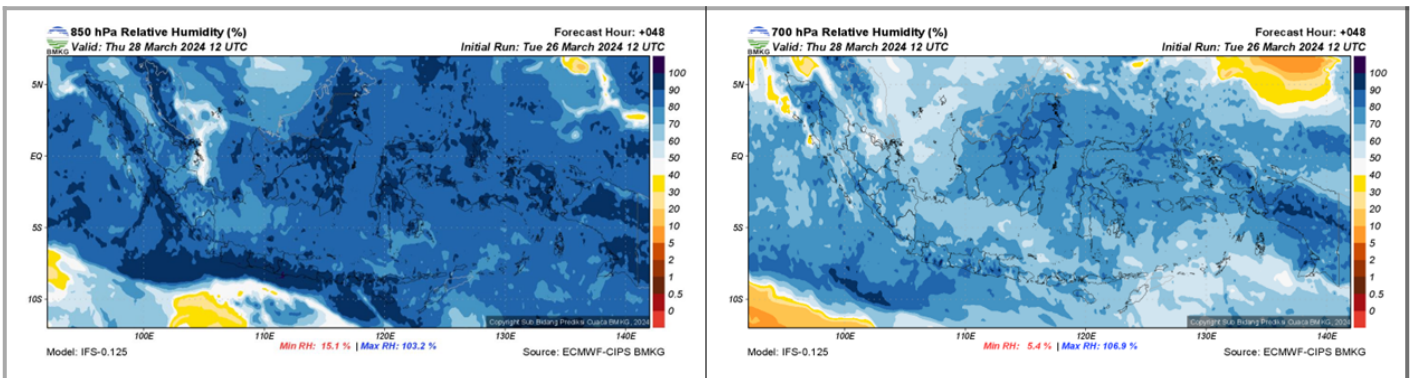 850 hPa Relative Humidity (%)
Forecast Hour: +048
BMKG
Valid: Thu 28 March 2024 12 UTC
Initial Run: Tue 26 March 2024 12 UTC
5N
EQ
5S
10S
100
90
80
70
60
50
40
30
20
10
5
2
1
0.5
0
Copyright Sub Bidang Prediksi Cuaca BMKG, 2024
100E
110E
120E
130E
140E
Model: IFS-0.125
Min RH: 15.1 % | Max RH: 103.2 %
Source: ECMWF-CIPS BMKG
700 hPa Relative Humidity (%)
Forecast Hour: +048
BMKG
Valid: Thu 28 March 2024 12 UTC
Initial Run: Tue 26 March 2024 12 UTC
5N
EQ
5S
10S
100
90
80
70
60
50
40
30
20
10
5
2
1
0.5
0
Copyright Sub Bidang Prediksi Cuaca BMKG, 2024
100E
110E
120E
130E
140E
Model: IFS-0.125
Min RH: 5.4 % | Max RH: 106.9 %
Source: ECMWF-CIPS BMKG